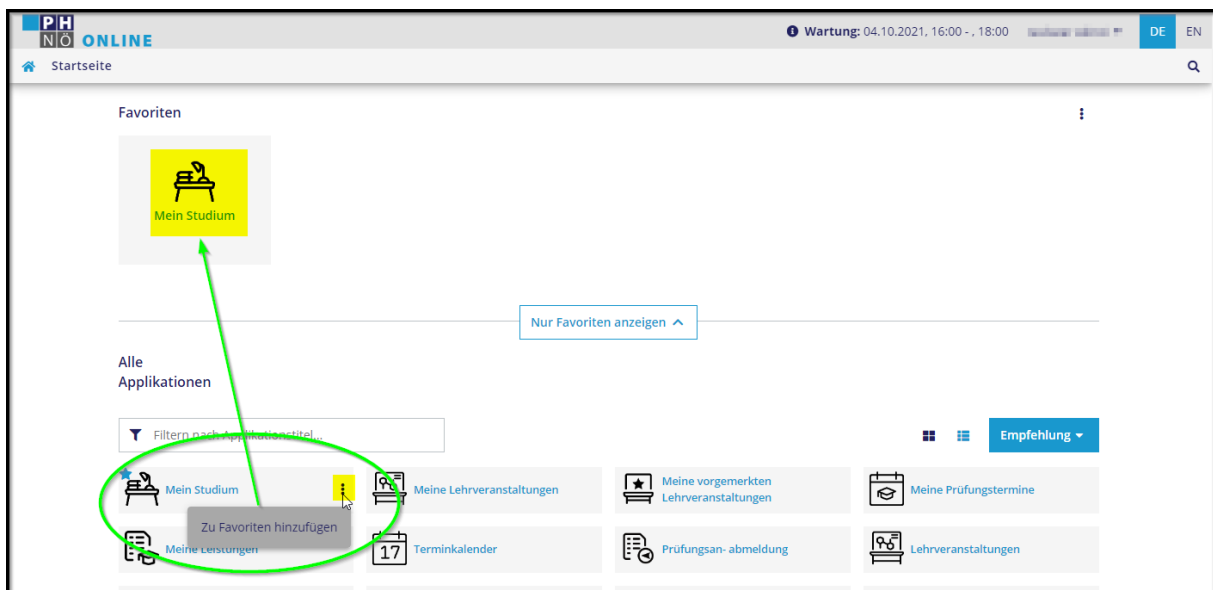 PH
NÖ ONLINE
Wartung: 04.10.2021, 16:00 - , 18:00
DE EN
Startseite
Favoriten
Mein Studium
Nur Favoriten anzeigen
Alle
Applikationen
Filtern nach Applikationstitel...
Empfehlung
Mein Studium
Meine Lehrveranstaltungen
Meine vorgemerkten
Lehrveranstaltungen
Meine Prüfungstermine
Zu Favoriten hinzufügen
Meine Leistungen
17
Terminkalender
Prüfungsan- abmeldung
Lehrveranstaltungen